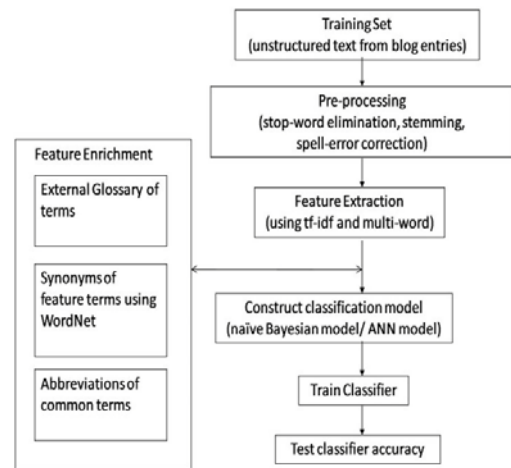 Training Set
(unstructured text from blog entries)
Pre-processing
(stop-word elimination, stemming,
spell-error correction)
Feature Enrichment
External Glossary of
terms
Synonyms of
feature terms using
WordNet
Abbreviations of
common terms
Feature Extraction
(using tf-idf and multi-word)
Construct classification model
(naïve Bayesian model/ ANN model)
Train Classifier
Test classifier accuracy